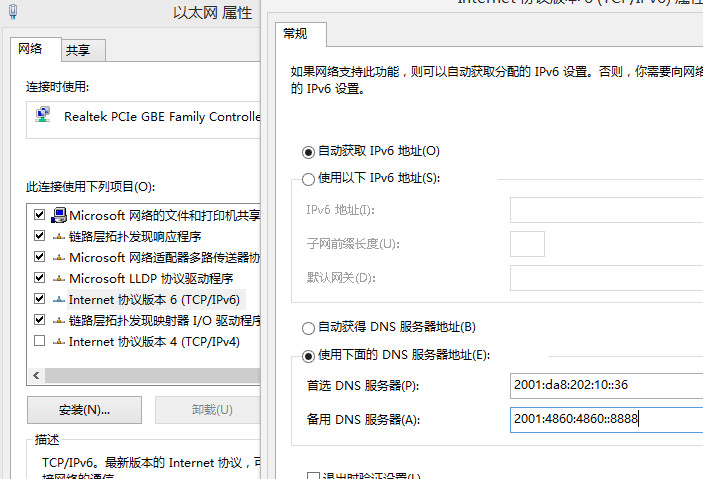 以太网 属性
网络
共享
连接时使用:
Realtek PCIe GBE Family Controlle
此连接使用下列项目(O):
Microsoft 网络的文件和打印机共享
链路层拓扑发现响应程序
Microsoft 网络适配器多路传送器协
Microsoft LLDP 协议驱动程序
Internet 协议版本 6 (TCP/IPv6)
链路层拓扑发现映射器 I/O 驱动程序
Internet 协议版本 4 (TCP/IPv4)
安装(N)...
卸载(U)
描述
TCP/IPv6。最新版本的 Internet 协议，可
接网络的通信
Internet 协议版本 6 (TCP/IPv6) 属性
常规
如果网络支持此功能，则可以自动获取分配的 IPv6 设置。否则，你需要向网络
的 IPv6 设置。
自动获取 IPv6 地址(O)
使用以下 IPv6 地址(S):
IPv6 地址(I):
子网前缀长度(U):
默认网关(D):
自动获得 DNS 服务器地址(B)
使用下面的 DNS 服务器地址(E):
首选 DNS 服务器(P):
2001:da8:202:10::36
备用 DNS 服务器(A):
2001:4860:4860::8888
退出时验证设置(L)